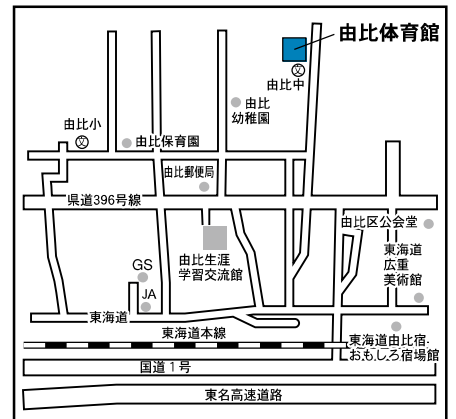 由比体育館
文
由比中
由比
幼稚園
由比小
文
由比保育園
由比郵便局
県道396号線
由比区公会堂
由比生涯
学習交流館
東海道
広重
美術館
GS
JA
東海道
東海道本線
東海道由比宿
おもしろ宿場館
国道1号
東名高速道路